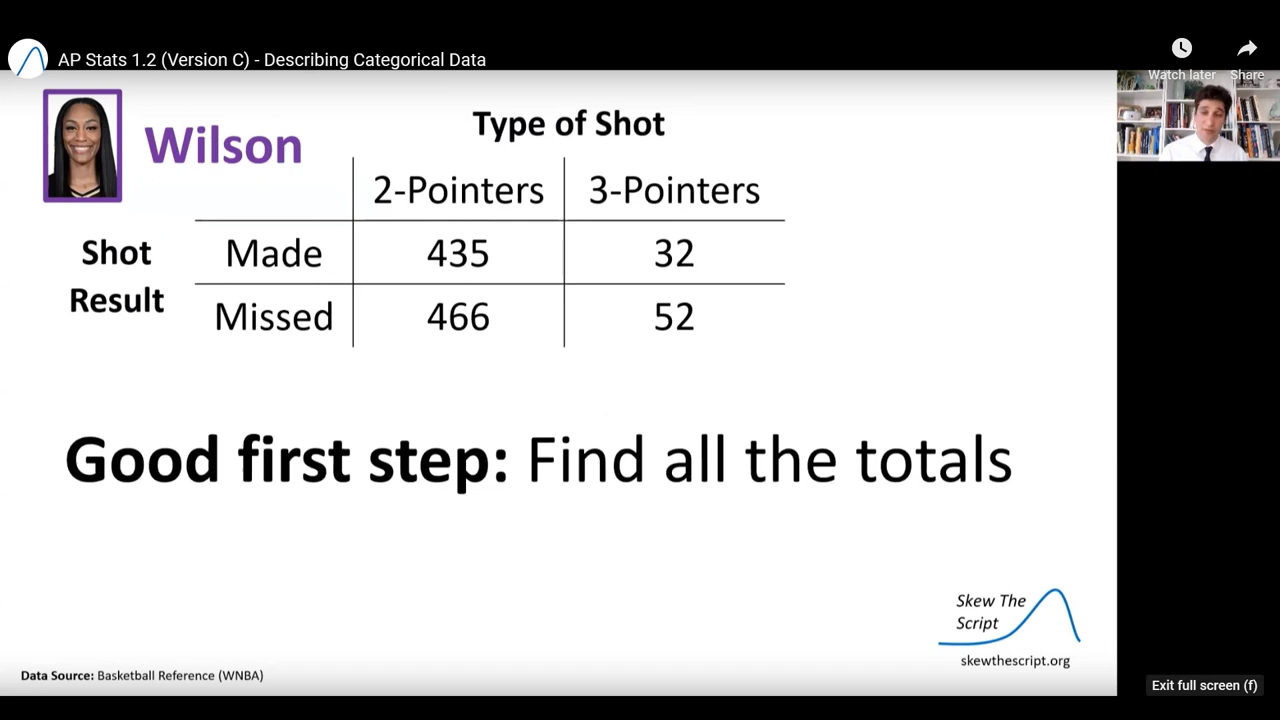 AP Stats 1.2 (Version C) - Describing Categorical Data
Watch later
Share
Wilson
Type of Shot
2-Pointers 3-Pointers
Shot Result
Made 435 32
Missed 466 52
Good first step: Find all the totals
Skew The
Script
skewthescript.org
Data Source: Basketball Reference (WNBA)
Exit full screen (f)